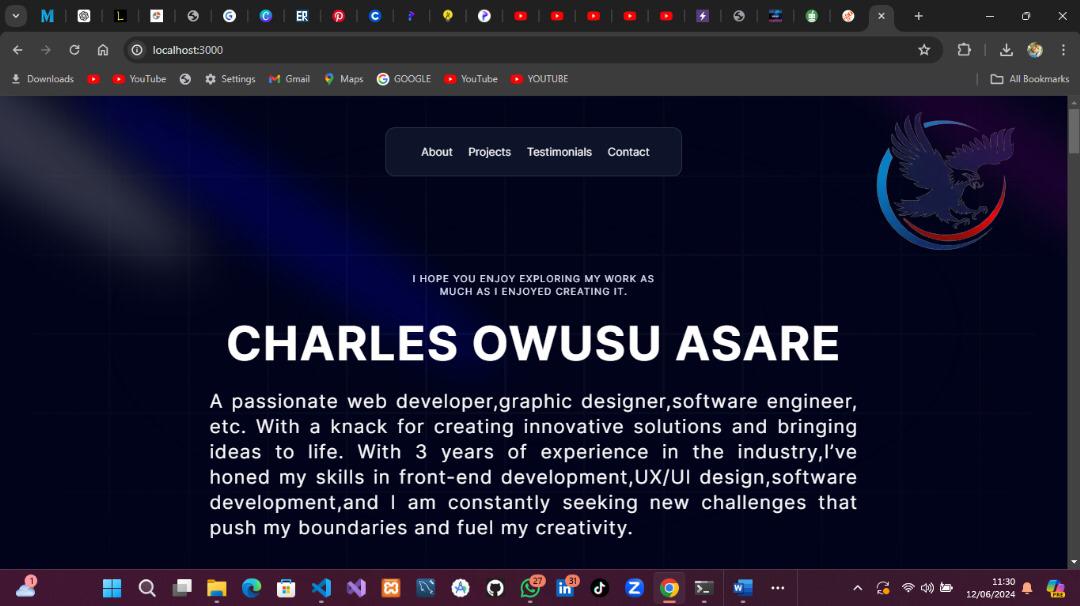 M
L
ER
localhost:3000
Downloads
YouTube
Settings
Gmail
Maps
GOOGLE
YouTube
YOUTUBE
All Bookmarks
About Projects Testimonials Contact
I HOPE YOU ENJOY EXPLORING MY WORK AS
MUCH AS I ENJOYED CREATING IT.
CHARLES OWUSU ASARE
A passionate web developer,graphic designer,software engineer,
etc. With a knack for creating innovative solutions and bringing
ideas to life. With 3 years of experience in the industry,I've
honed my skills in front-end development,UX/UI design,software
development,and I am constantly seeking new challenges that
push my boundaries and fuel my creativity.
1
27
31
11:30
12/06/2024